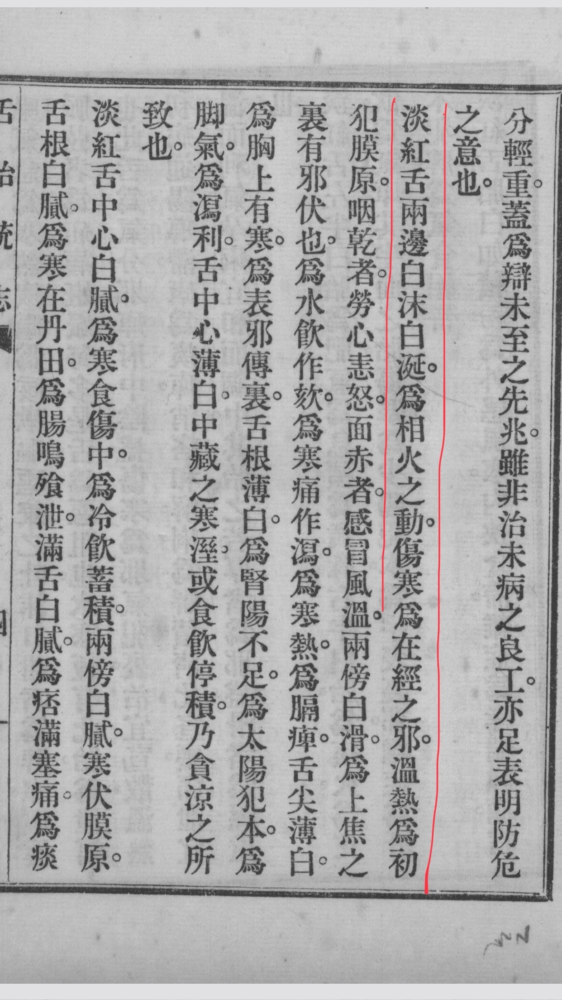 分輕重。蓋爲辯未至之先兆。雖非治未病之良工。亦足表明防危
之意也。
淡紅舌兩邊白沫白涎。爲相火之動。傷寒爲在經之邪。溫熱爲初
犯膜原。咽乾者。勞心恚怒。面赤者。感冒風溫。兩傍白滑。爲上焦之
裏有邪伏也。爲水飲作欬。爲寒痛作瀉。爲寒熱。爲膈痺。舌尖薄白。
爲胸上有寒。爲表邪傳裏。舌根薄白。爲腎陽不足。爲太陽犯本。爲
脚氣。爲瀉利。舌中心薄白。中藏之寒溼。或食飲停積。乃貪涼之所
致也。
淡紅舌中心白膩。爲寒食傷中。爲冷飲蓄積。兩傍白膩。寒伏膜原。
舌根白膩。爲寒在丹田。爲腸鳴飱泄。滿舌白膩。爲痞滿塞痛。爲痰